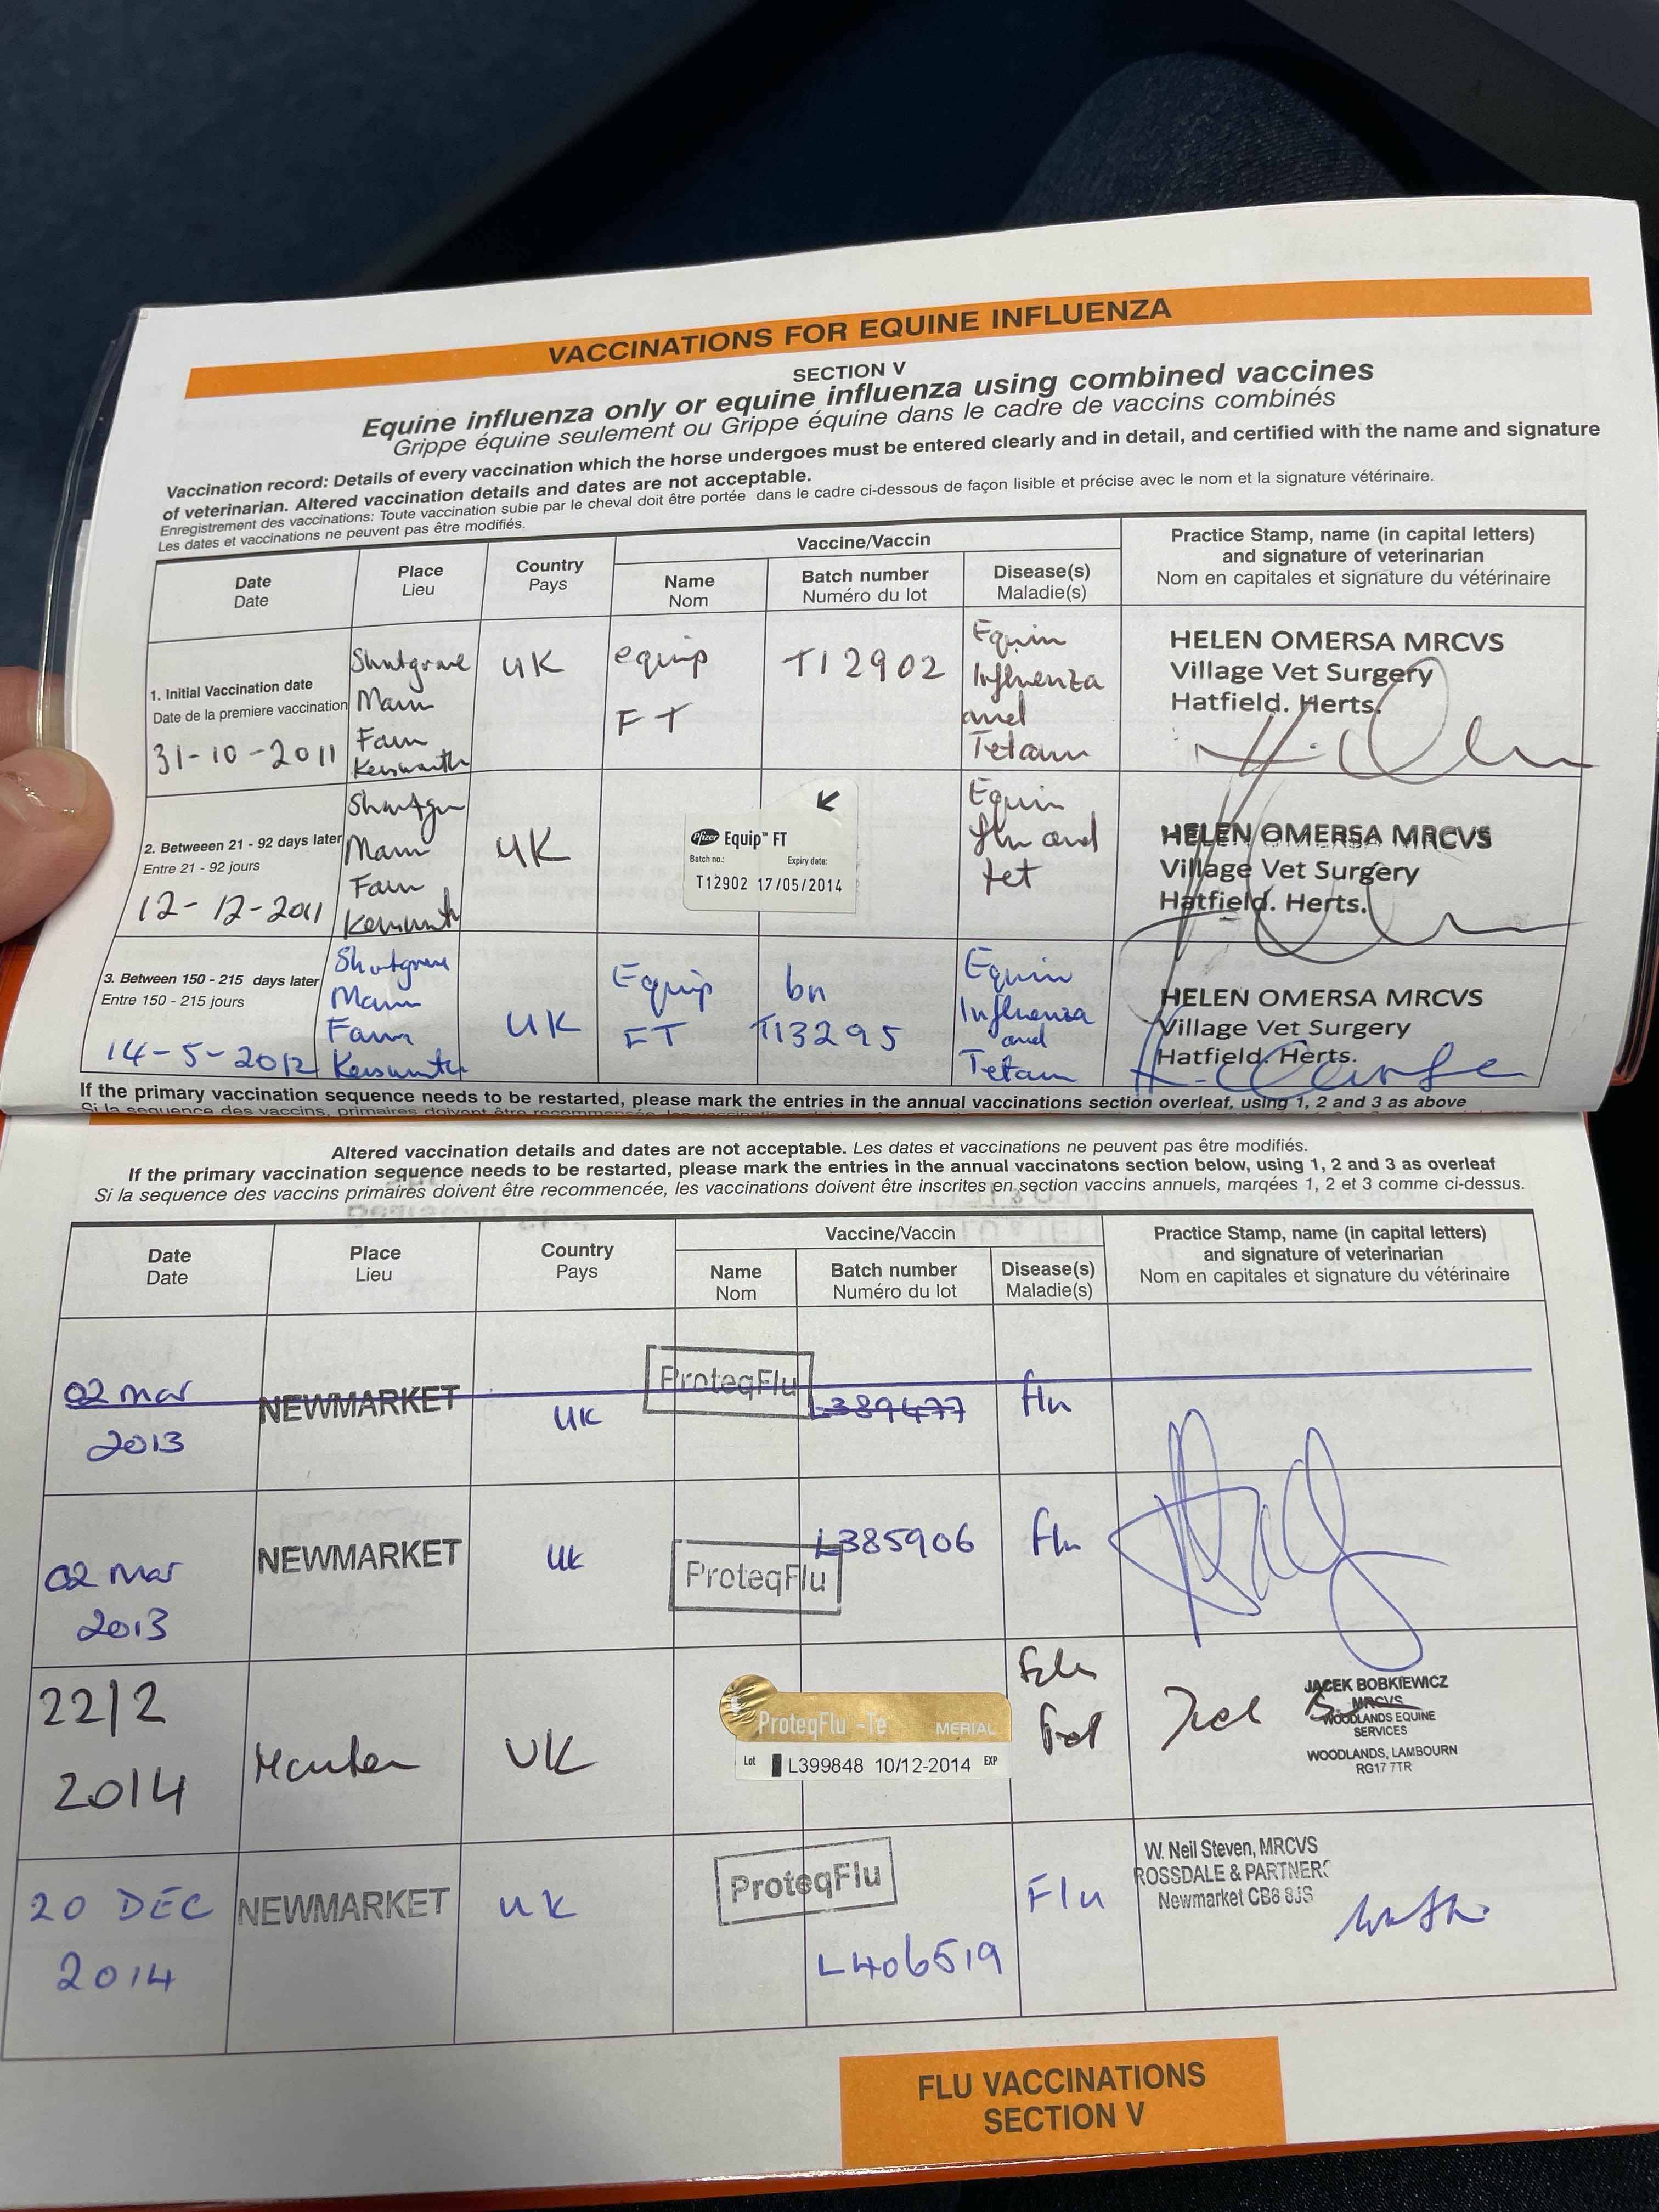 VACCINATIONS FOR EQUINE INFLUENZA
SECTION V
Equine influenza only or equine influenza using combined vaccines
Grippe équine seulement ou Grippe équine dans le cadre de vaccins combinés
Vaccination record: Details of every vaccination which the horse undergoes must be entered clearly and in detail, and certified with the name and signature
of veterinarian. Altered vaccination details and dates are not acceptable.
Enregistrement des vaccinations: Toute vaccination subie par le cheval doit être portée dans le cadre ci-dessous de façon lisible et précise avec le nom et la signature vétérinaire.
Les dates et vaccinations ne peuvent pas être modifiés.
Date
Date
Place
Lieu
Country
Pays
Vaccine/Vaccin
Name
Nom
Batch number
Numéro du lot
Disease(s)
Maladie(s)
Practice Stamp, name (in capital letters)
and signature of veterinarian
Nom en capitales et signature du vétérinaire
1. Initial Vaccination date
Date de la premiere vaccination
31-10-2011
UK
equip
FT
T12902
Equin
Influenza
and
HELEN OMERSA MRCVS
Village Vet Surgery
Hatfield. Herts.
2. Betweeen 21 - 92 days later
Entre 21 - 92 jours
12-12-2011
UK
Pfizer Equip™ FT
Batch no.: Expiry date:
T12902 17/05/2014
Equin
flu and
tet
HELEN OMERSA MRCVS
Village Vet Surgery
Hatfield. Herts.
3. Between 150 - 215 days later
Entre 150 - 215 jours
14-5-2012
UK
Equip
FT
bn
T13295
Equin
Influenza
and
HELEN OMERSA MRCVS
Village Vet Surgery
Hatfield. Herts.
If the primary vaccination sequence needs to be restarted, please mark the entries in the annual vaccinations section overleaf, using 1, 2 and 3 as above
Altered vaccination details and dates are not acceptable. Les dates et vaccinations ne peuvent pas être modifiés.
If the primary vaccination sequence needs to be restarted, please mark the entries in the annual vaccinatons section below, using 1, 2 and 3 as overleaf
Si la sequence des vaccins primaires doivent être recommencée, les vaccinations doivent être inscrites en section vaccins annuels, marqées 1, 2 et 3 comme ci-dessus.
Date
Date
Place
Lieu
Country
Pays
Vaccine/Vaccin
Name
Nom
Batch number
Numéro du lot
Disease(s)
Maladie(s)
Practice Stamp, name (in capital letters)
and signature of veterinarian
Nom en capitales et signature du vétérinaire
02 mar
2013
NEWMARKET
UK
ProteqFlu
L389477
flu
02 mar
2013
NEWMARKET
UK
ProteqFlu
L385906
flu
22/2
2014
UK
ProteqFlu -Te MERIAL
Lot L399848 10/12-2014 EXP
JACEK BOBKIEWICZ
MRCVS
WOODLANDS EQUINE
SERVICES
WOODLANDS, LAMBOURN
RG17 7TR
20 DEC
2014
NEWMARKET
UK
ProteqFlu
L406519
Flu
W. Neil Steven, MRCVS
ROSSDALE & PARTNERS
Newmarket CB8 8JS
FLU VACCINATIONS
SECTION V